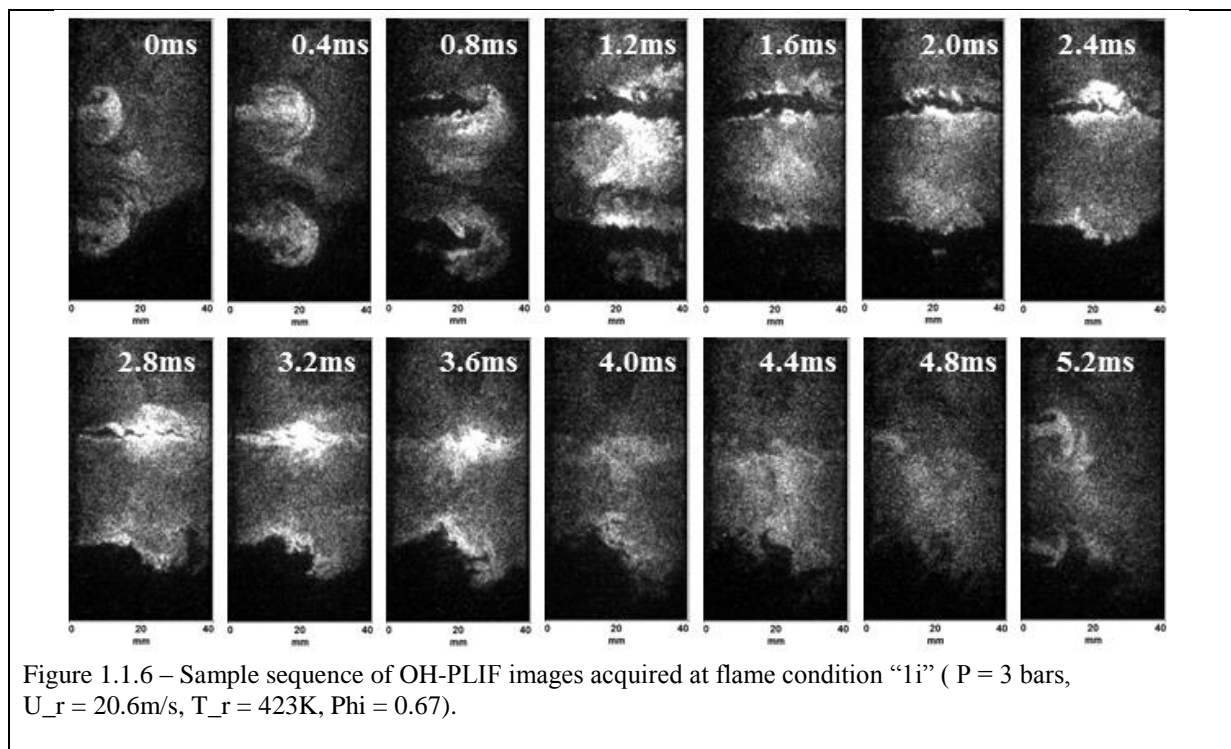 0ms 0.4ms 0.8ms 1.2ms 1.6ms 2.0ms 2.4ms
0 20 40 0 20 40 0 20 40 0 20 40 0 20 40 0 20 40 0 20 40
mm mm mm mm mm mm mm
2.8ms 3.2ms 3.6ms 4.0ms 4.4ms 4.8ms 5.2ms
0 20 40 0 20 40 0 20 40 0 20 40 0 20 40 0 20 40 0 20 40
mm mm mm mm mm mm mm
Figure 1.1.6 – Sample sequence of OH-PLIF images acquired at flame condition “1i” ( P = 3 bars,
U_r = 20.6m/s, T_r = 423K, Phi = 0.67).